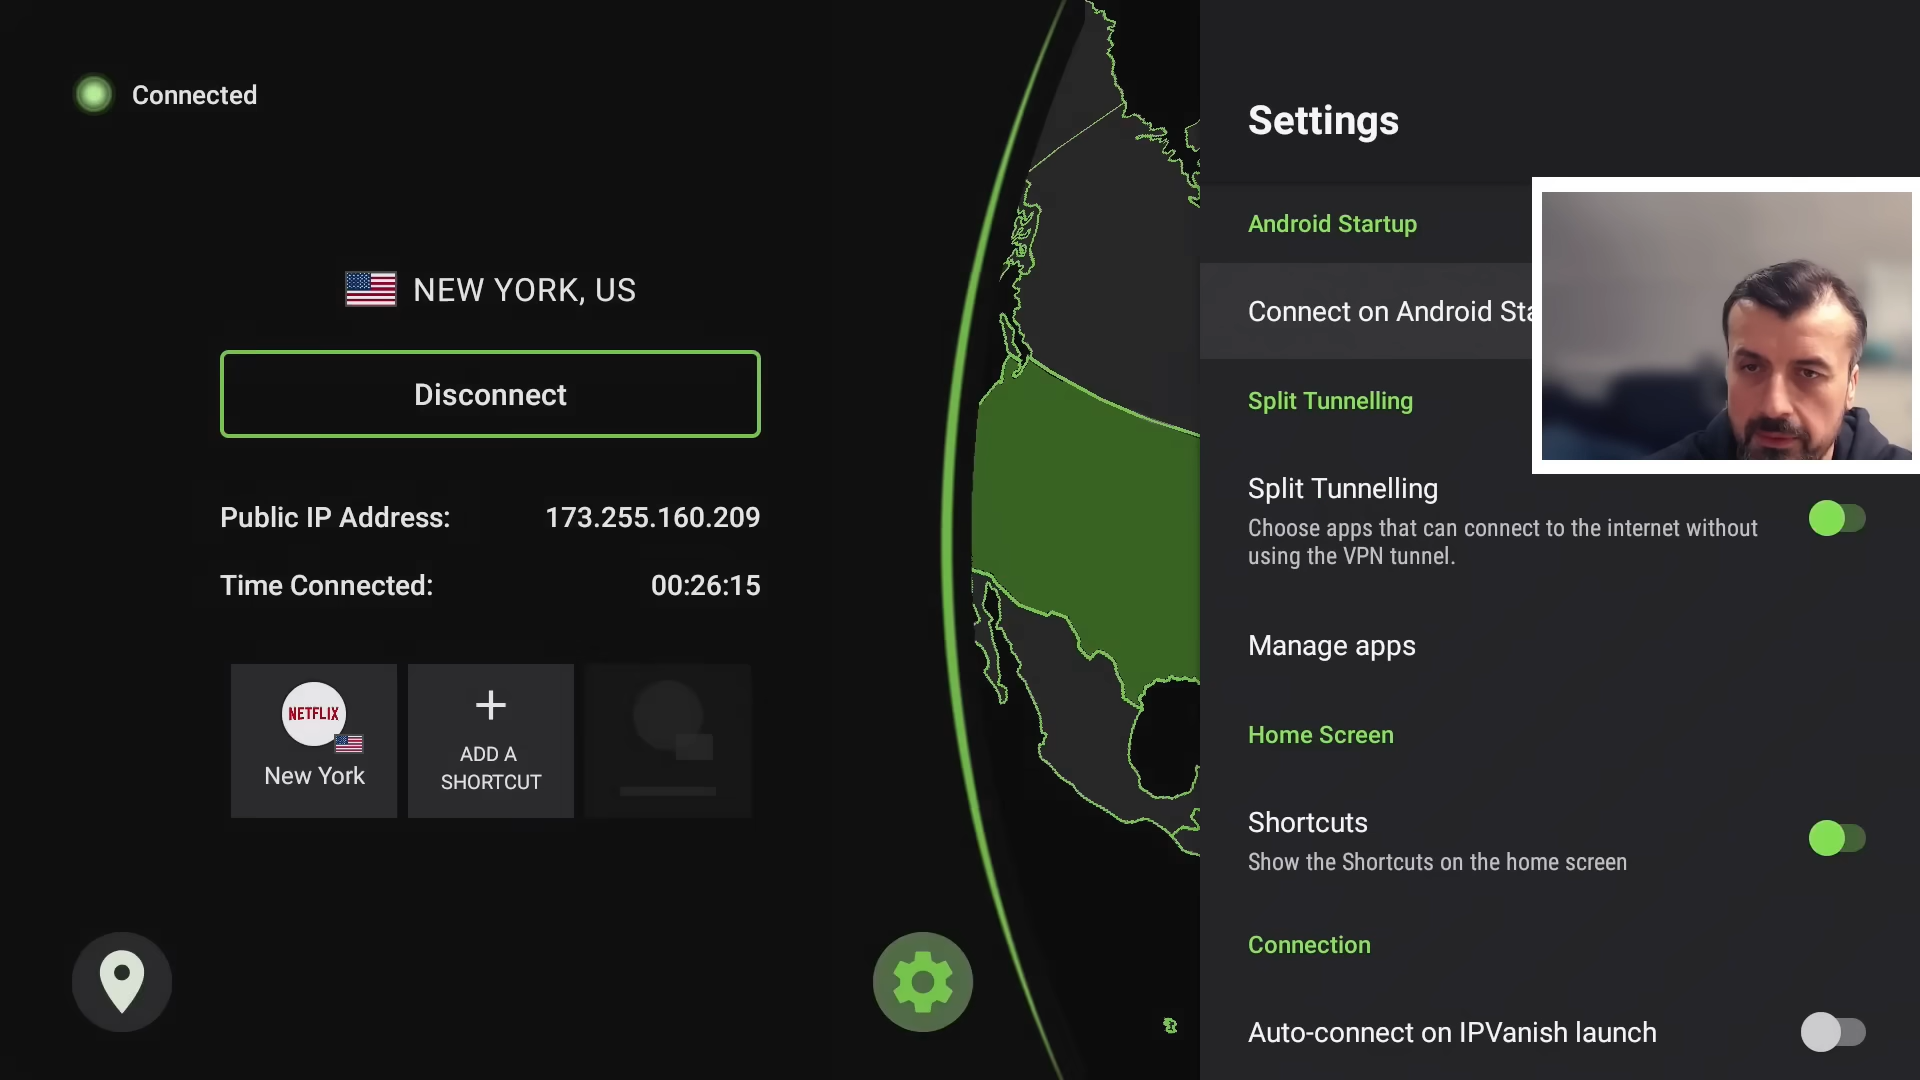 Connected
NEW YORK, US
Disconnect
Public IP Address: 173.255.160.209
Time Connected: 00:26:15
NETFLIX
New York
ADD A
SHORTCUT
Settings
Android Startup
Connect on Android
Split Tunnelling
Split Tunnelling
Choose apps that can connect to the internet without
using the VPN tunnel.
Manage apps
Home Screen
Shortcuts
Show the Shortcuts on the home screen
Connection
Auto-connect on IPVanish launch